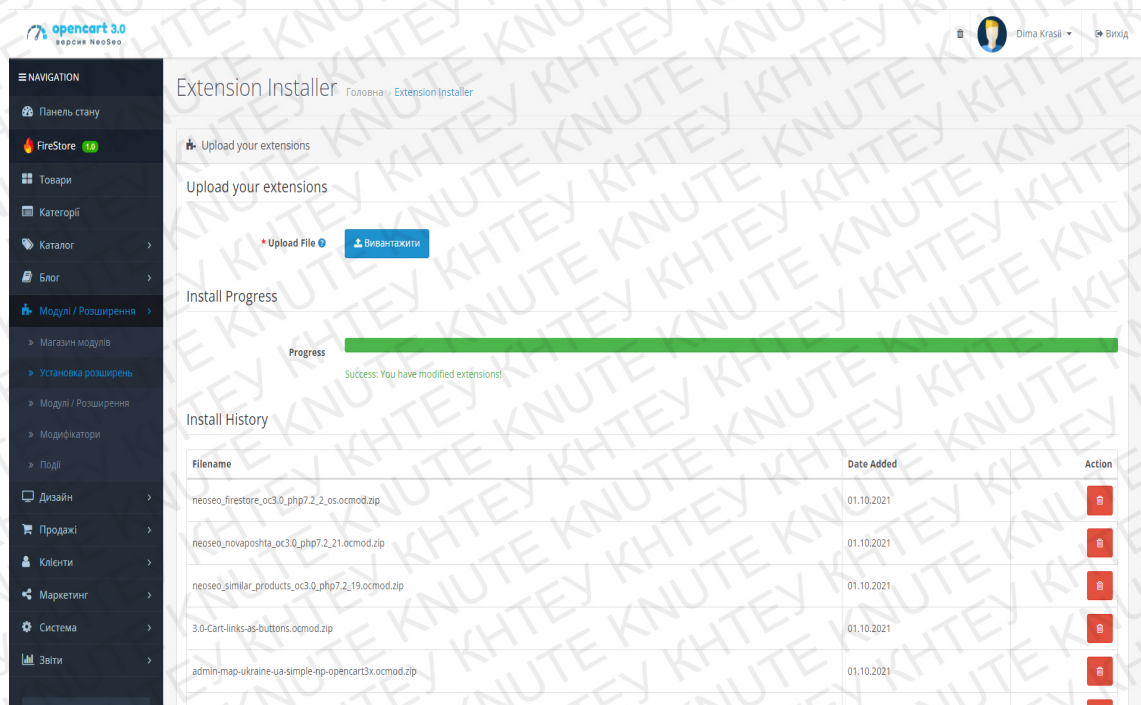 opencart 3.0
версия NeoSeo
Dima Krasii
Вихід
NAVIGATION
Extension Installer
Головна
Extension Installer
Панель стану
FireStore 1.0
Upload your extensions
Товари
Upload your extensions
Категорії
Каталог
* Upload File
Вивантажити
Блог
Install Progress
Модулі / Розширення
Магазин модулів
Progress
Установка розширень
Success: You have modified extensions!
Модулі / Розширення
Install History
Модифікатори
Filename Date Added Action
Події
Дизайн
neoseo_firestore_oc3.0_php7.2_2_os.ocmod.zip 01.10.2021
Продажі
neoseo_novaposhta_oc3.0_php7.2_21.ocmod.zip 01.10.2021
Клієнти
neoseo_similar_products_oc3.0_php7.2_19.ocmod.zip 01.10.2021
Маркетинг
Система
3.0-Cart-links-as-buttons.ocmod.zip 01.10.2021
Звіти
admin-map-ukraine-ua-simple-np-opencart3x.ocmod.zip 01.10.2021
KNUTE КНТЕУ KNUTE КНТЕУ